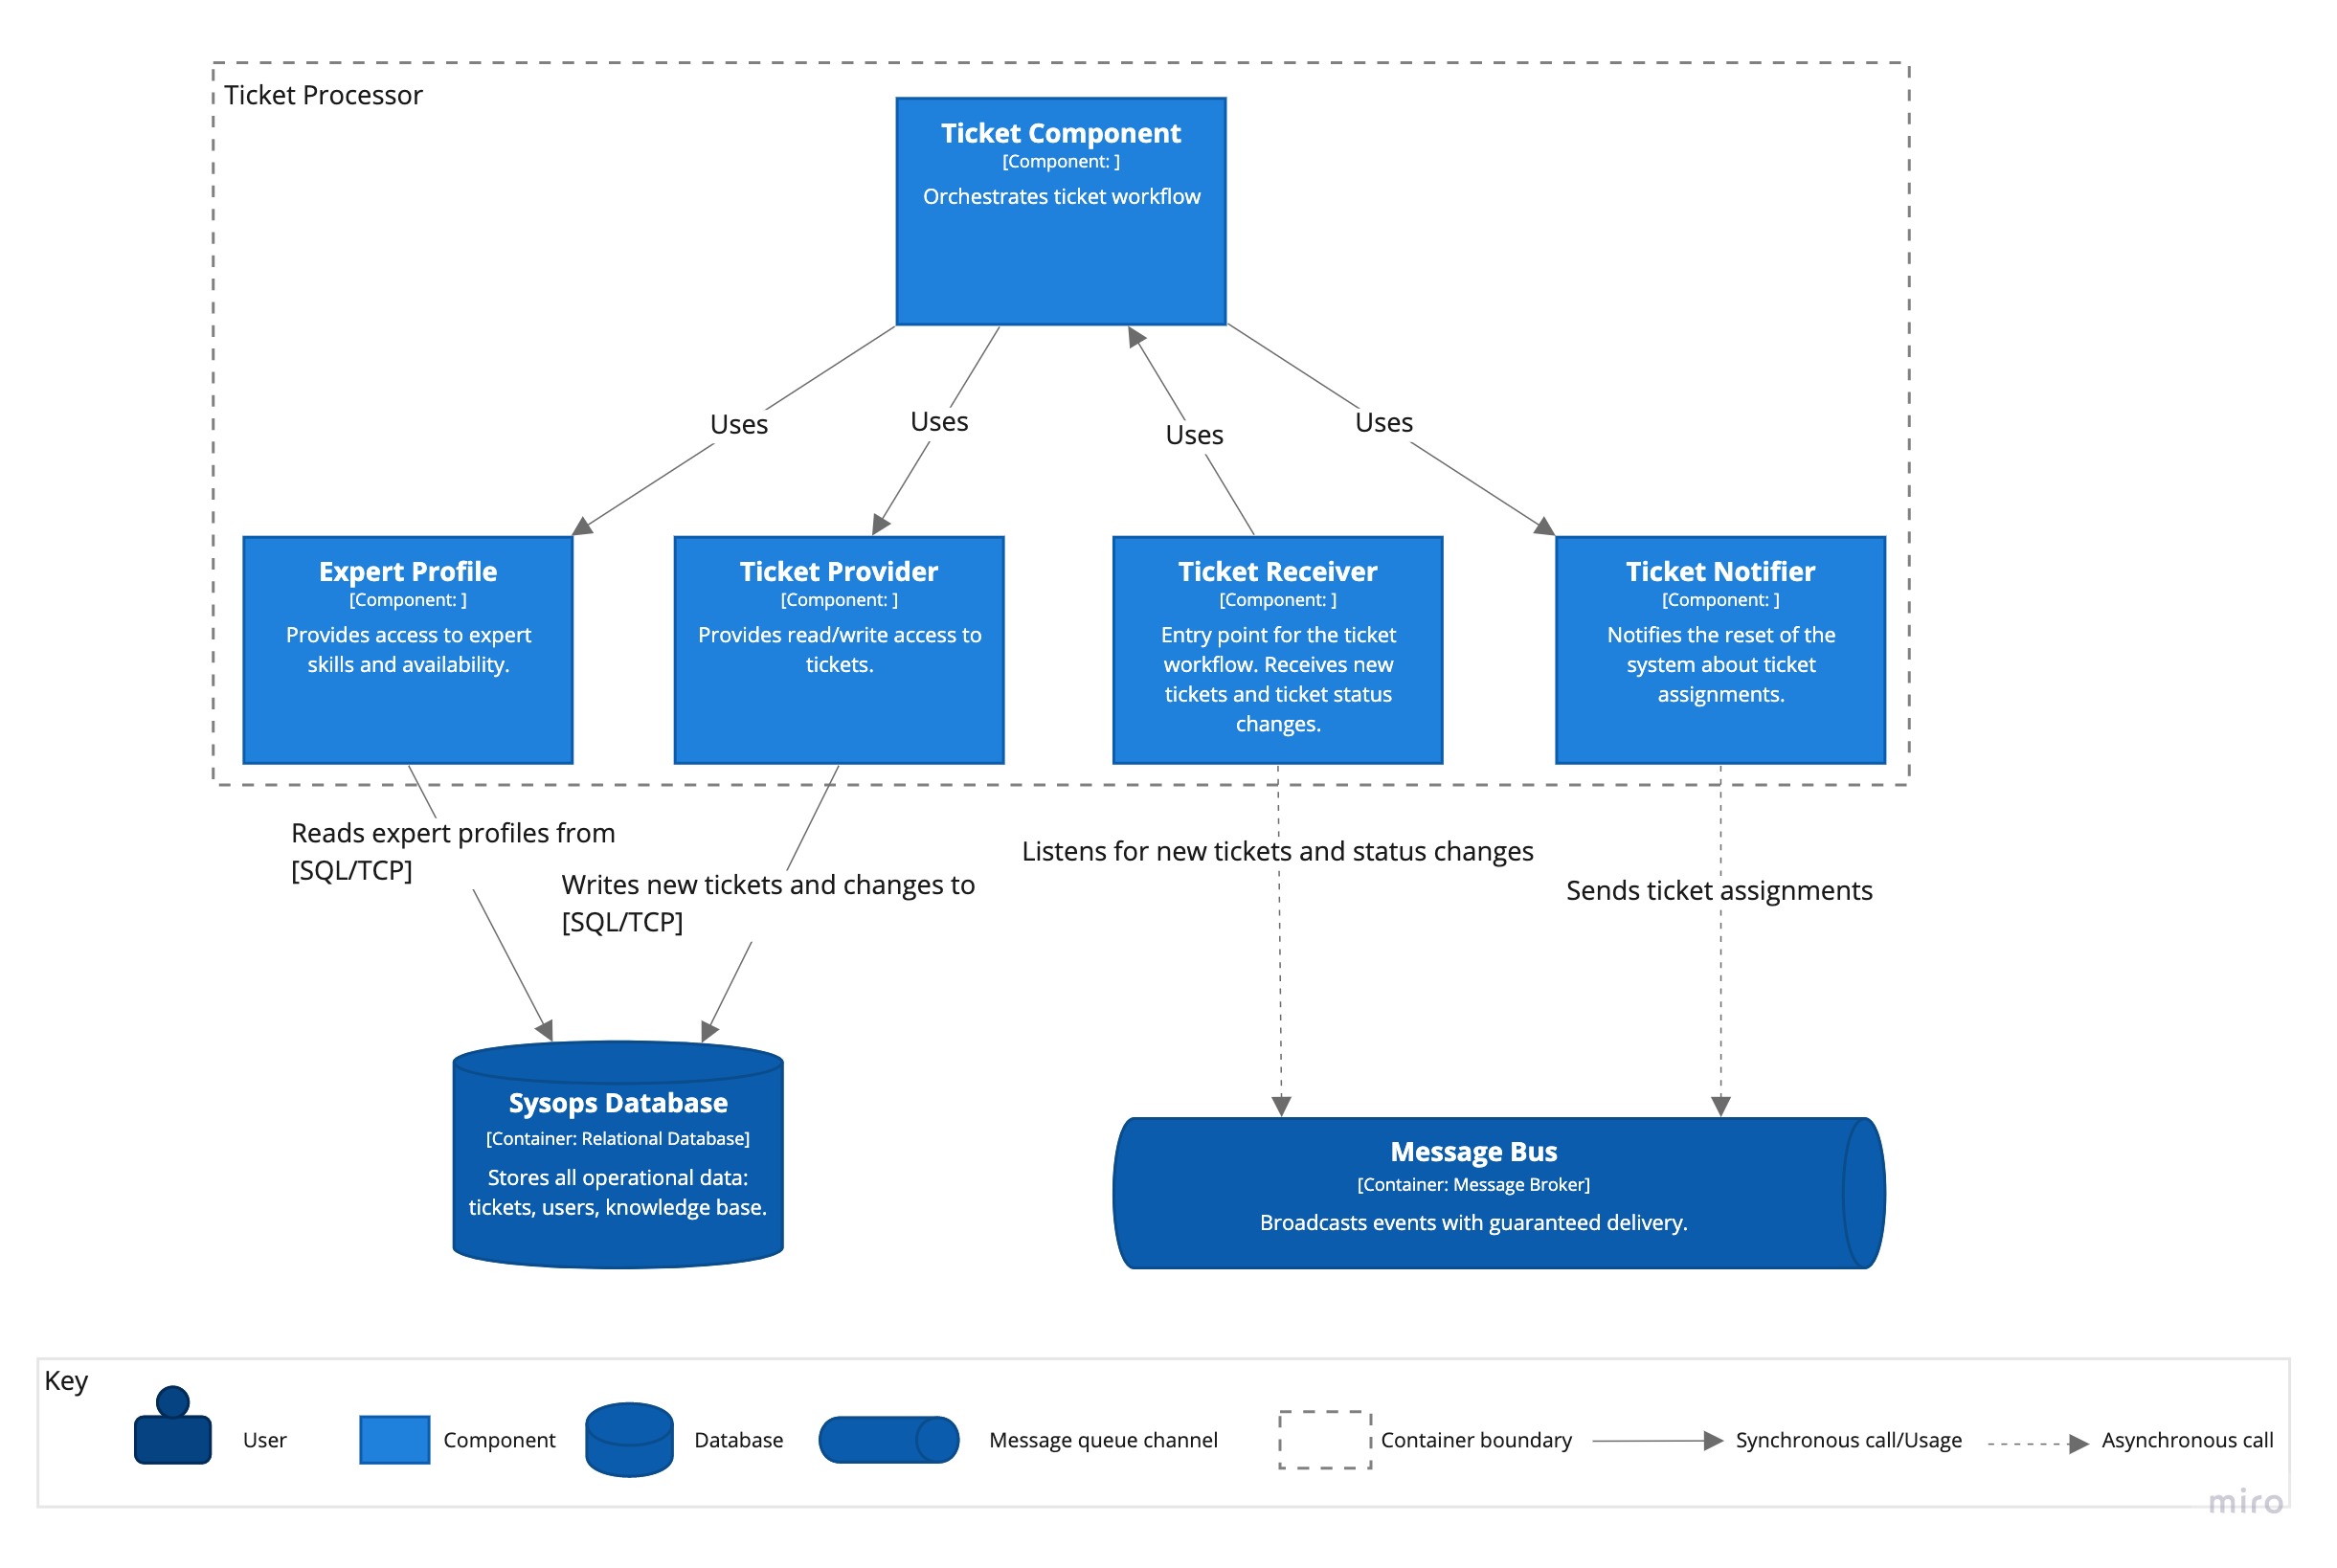 Ticket Processor
Ticket Component
[Component: ]
Orchestrates ticket workflow
Uses
Uses
Uses
Uses
Expert Profile
[Component: ]
Provides access to expert
skills and availability.
Ticket Provider
[Component: ]
Provides read/write access to
tickets.
Ticket Receiver
[Component: ]
Entry point for the ticket
workflow. Receives new
tickets and ticket status
changes.
Ticket Notifier
[Component: ]
Notifies the reset of the
system about ticket
assignments.
Reads expert profiles from
[SQL/TCP]
Writes new tickets and changes to
[SQL/TCP]
Listens for new tickets and status changes
Sends ticket assignments
Sysops Database
[Container: Relational Database]
Stores all operational data:
tickets, users, knowledge base.
Message Bus
[Container: Message Broker]
Broadcasts events with guaranteed delivery.
Key
User
Component
Database
Message queue channel
Container boundary
Synchronous call/Usage
Asynchronous call
miro